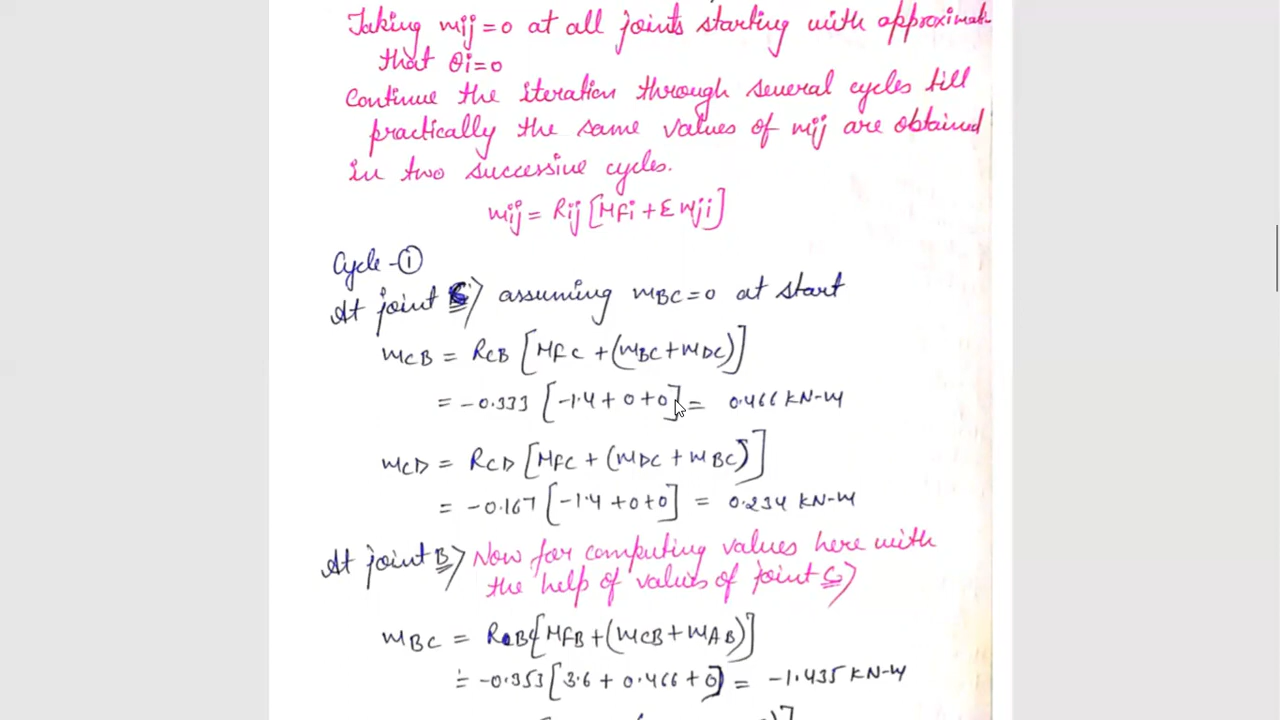 Taking mij=0 at all joints starting with approximati
that θi=0
Continue the iteration through several cycles till
practically the same values of mij are obtained
in two successive cycles.
mij = Rij [MFi + Σ mji]
Cycle-①
At joint C⟩ assuming mBC=0 at start
mCB = RCB [MFC + (mBC+mDC)]
= -0.333 [-1.4 + 0 +0] = 0.466 KN-M
mCD = RCD [MFC + (mDC + mBC)]
= -0.167 [-1.4 +0+0] = 0.234 KN-M
At joint B⟩ Now for computing values here with
the help of values of joint C⟩
mBC = RBC[MFB + (mCB+mAB)]
= -0.353 [3.6 + 0.466 +0] = -1.435 KN-M